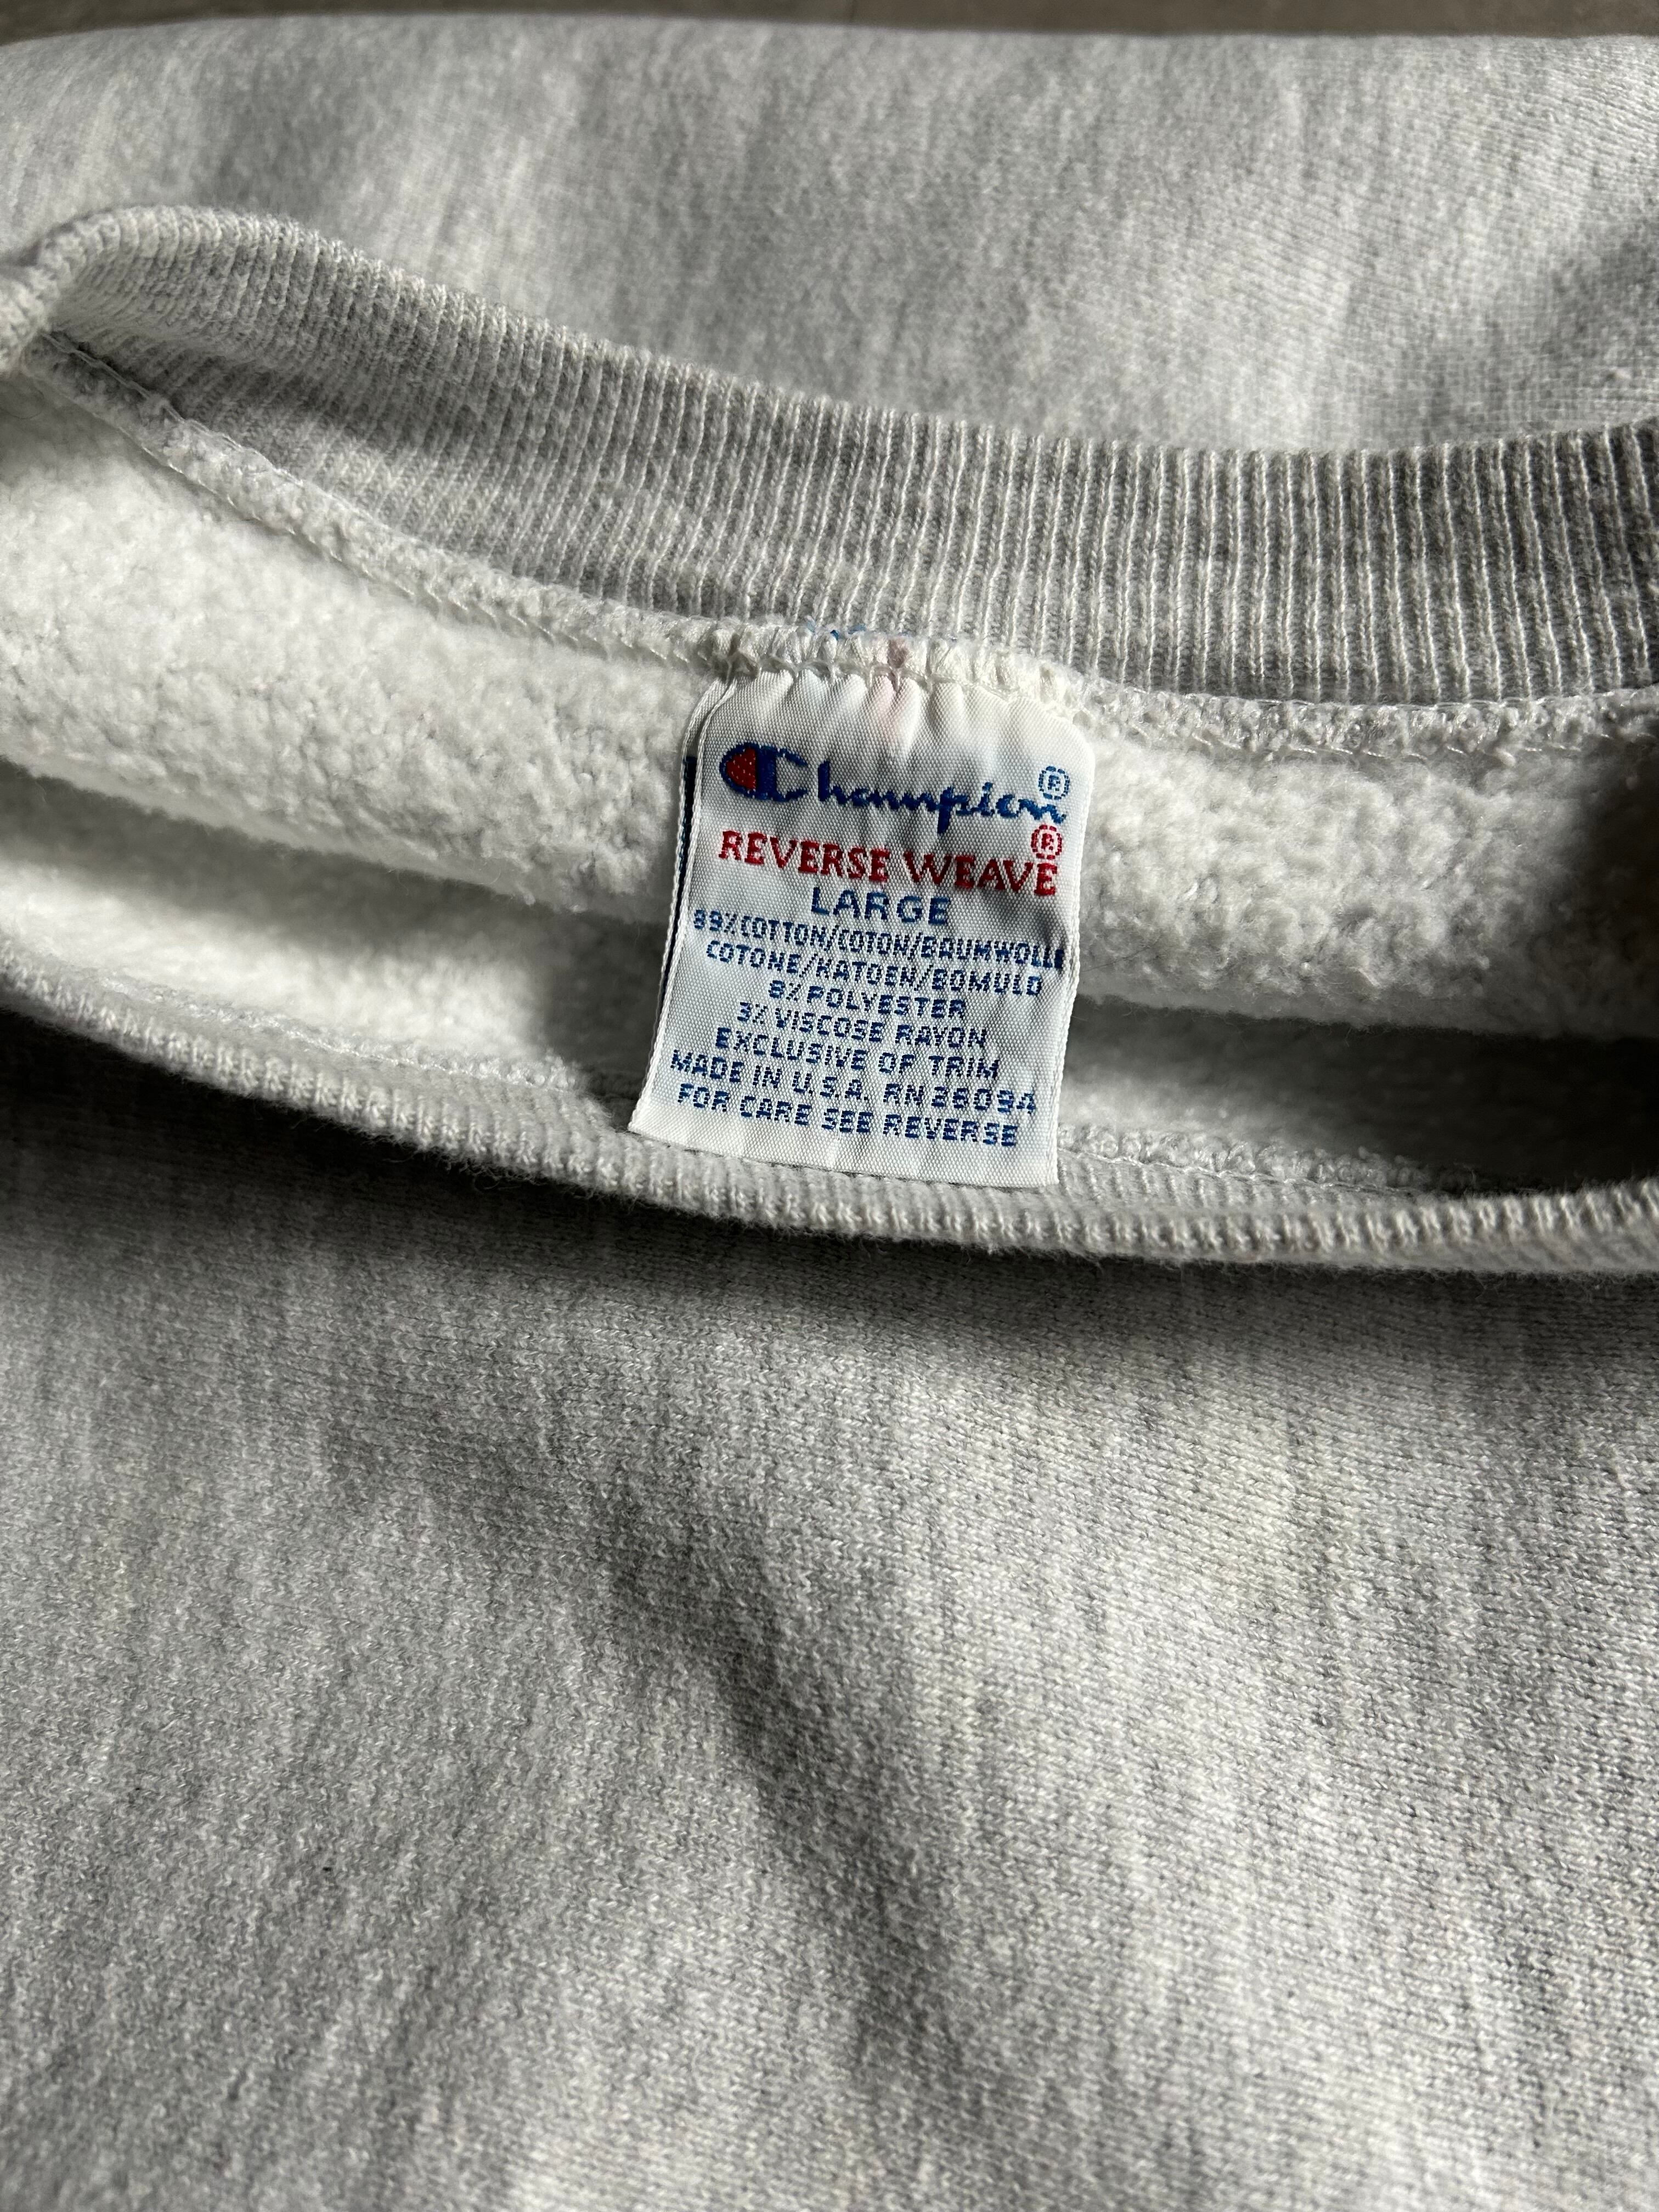 Champion®
REVERSE WEAVE®
LARGE
89% COTTON/COTON/BAUMWOLLE
COTONE/KATOEN/BOMULD
8% POLYESTER
3% VISCOSE RAYON
EXCLUSIVE OF TRIM
MADE IN U.S.A. RN 26094
FOR CARE SEE REVERSE